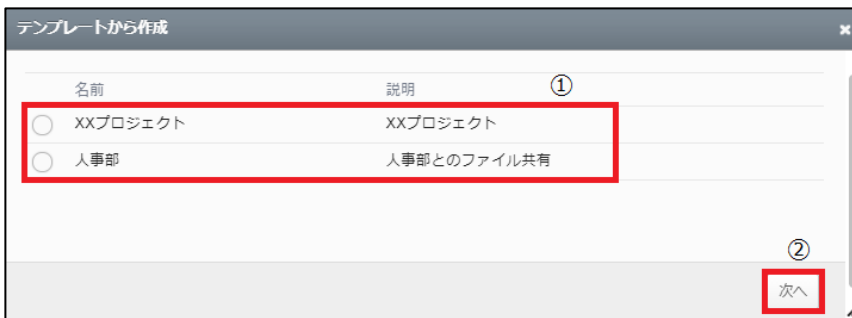 テンプレートから作成
名前 説明 ①
XXプロジェクト XXプロジェクト
人事部 人事部とのファイル共有
②
次へ